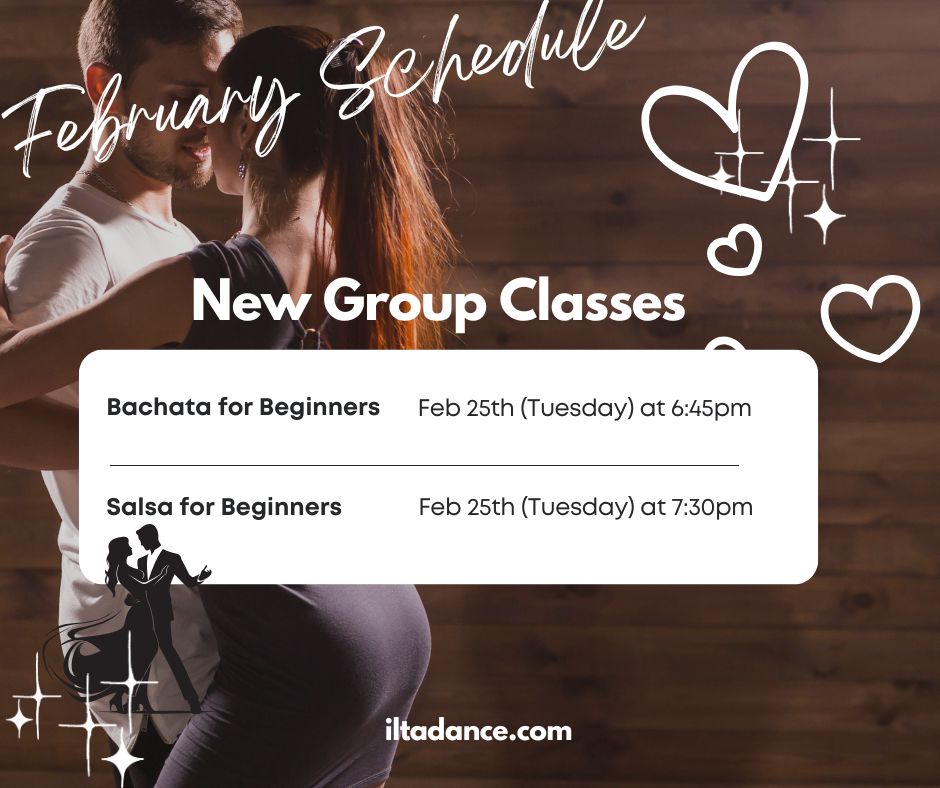 February Schedule
New Group Classes
Bachata for Beginners Feb 25th (Tuesday) at 6:45pm
Salsa for Beginners Feb 25th (Tuesday) at 7:30pm
iltadance.com